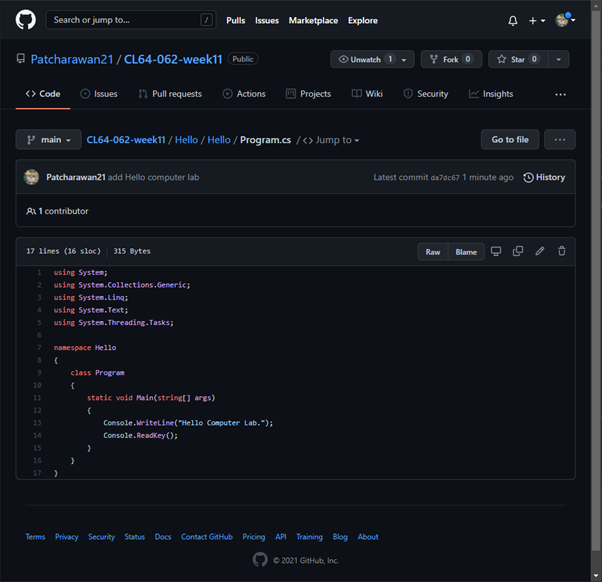 Search or jump to... /
Pulls Issues Marketplace Explore
Patcharawan21 / CL64-062-week11 Public
Unwatch 1 Fork 0 Star 0
Code Issues Pull requests Actions Projects Wiki Security Insights ...
main CL64-062-week11 / Hello / Hello / Program.cs / <> Jump to Go to file ...
Patcharawan21 add Hello computer lab Latest commit da7dc67 1 minute ago History
1 contributor
17 lines (16 sloc) 315 Bytes Raw Blame
1 using System;
2 using System.Collections.Generic;
3 using System.Linq;
4 using System.Text;
5 using System.Threading.Tasks;
6
7 namespace Hello
8 {
9 class Program
10 {
11 static void Main(string[] args)
12 {
13 Console.WriteLine("Hello Computer Lab.");
14 Console.ReadKey();
15 }
16 }
17 }
Terms Privacy Security Status Docs Contact GitHub Pricing API Training Blog About
© 2021 GitHub, Inc.